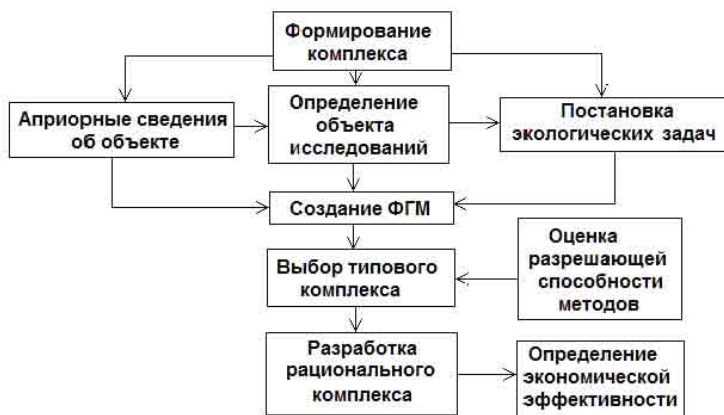 Формирование
комплекса
Априорные сведения
об объекте
Определение
объекта
исследований
Постановка
экологических задач
Создание ФГМ
Выбор типового
комплекса
Оценка
разрешающей
способности
методов
Разработка
рационального
комплекса
Определение
экономической
эффективности